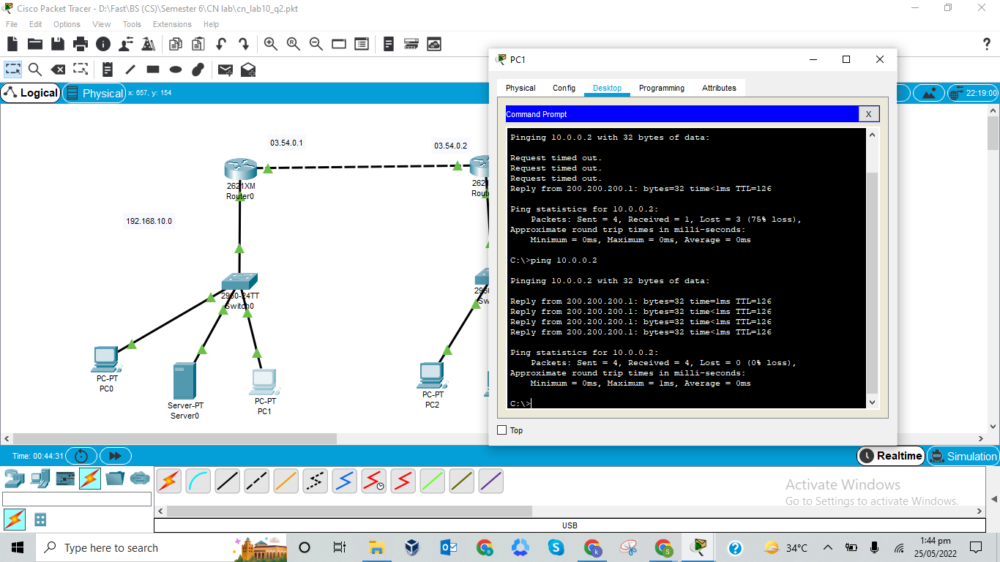 Cisco Packet Tracer - D:\Fast\BS (CS)\Semester 6\CN lab\cn_lab10_q2.pkt
File Edit Options View Tools Extensions Help
Logical
Physical
x: 657, y: 154
22:19:00
03.54.0.1
03.54.0.2
2621XM
Router0
262
Rout
192.168.10.0
2950-24TT
Switch0
295
Sw
PC-PT
PC0
Server-PT
Server0
PC-PT
PC1
PC-PT
PC2
PC1
Physical Config Desktop Programming Attributes
Command Prompt
X
Pinging 10.0.0.2 with 32 bytes of data:
Request timed out.
Request timed out.
Request timed out.
Reply from 200.200.200.1: bytes=32 time<1ms TTL=126
Ping statistics for 10.0.0.2:
Packets: Sent = 4, Received = 1, Lost = 3 (75% loss),
Approximate round trip times in milli-seconds:
Minimum = 0ms, Maximum = 0ms, Average = 0ms
C:\>ping 10.0.0.2
Pinging 10.0.0.2 with 32 bytes of data:
Reply from 200.200.200.1: bytes=32 time=1ms TTL=126
Reply from 200.200.200.1: bytes=32 time<1ms TTL=126
Reply from 200.200.200.1: bytes=32 time<1ms TTL=126
Reply from 200.200.200.1: bytes=32 time<1ms TTL=126
Ping statistics for 10.0.0.2:
Packets: Sent = 4, Received = 4, Lost = 0 (0% loss),
Approximate round trip times in milli-seconds:
Minimum = 0ms, Maximum = 1ms, Average = 0ms
C:\>
Top
Time: 00:44:31
Realtime
Simulation
Activate Windows
Go to Settings to activate Windows.
USB
Type here to search
34°C
1:44 pm
25/05/2022